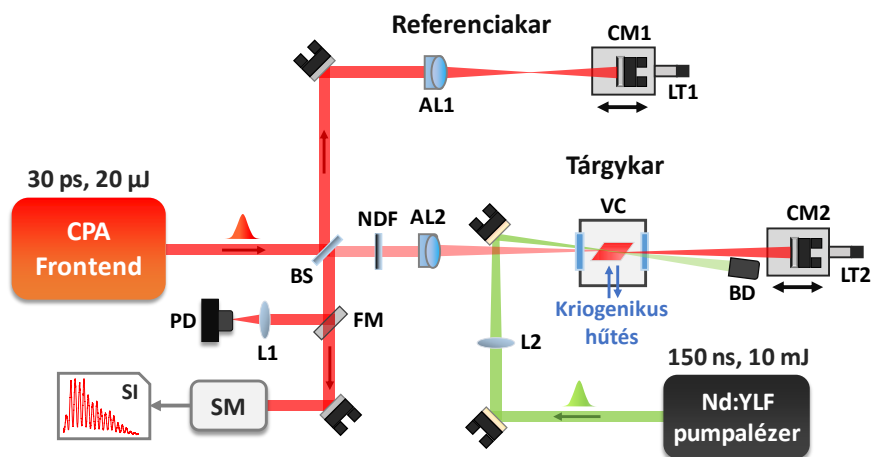 Referenciakar
CM1
AL1
LT1
Tárgykar
30 ps, 20 µJ
CPA
Frontend
BS
NDF
AL2
VC
CM2
LT2
BD
Kriogenikus
hűtés
PD
L1
FM
L2
SI
SM
150 ns, 10 mJ
Nd:YLF
pumpalézer